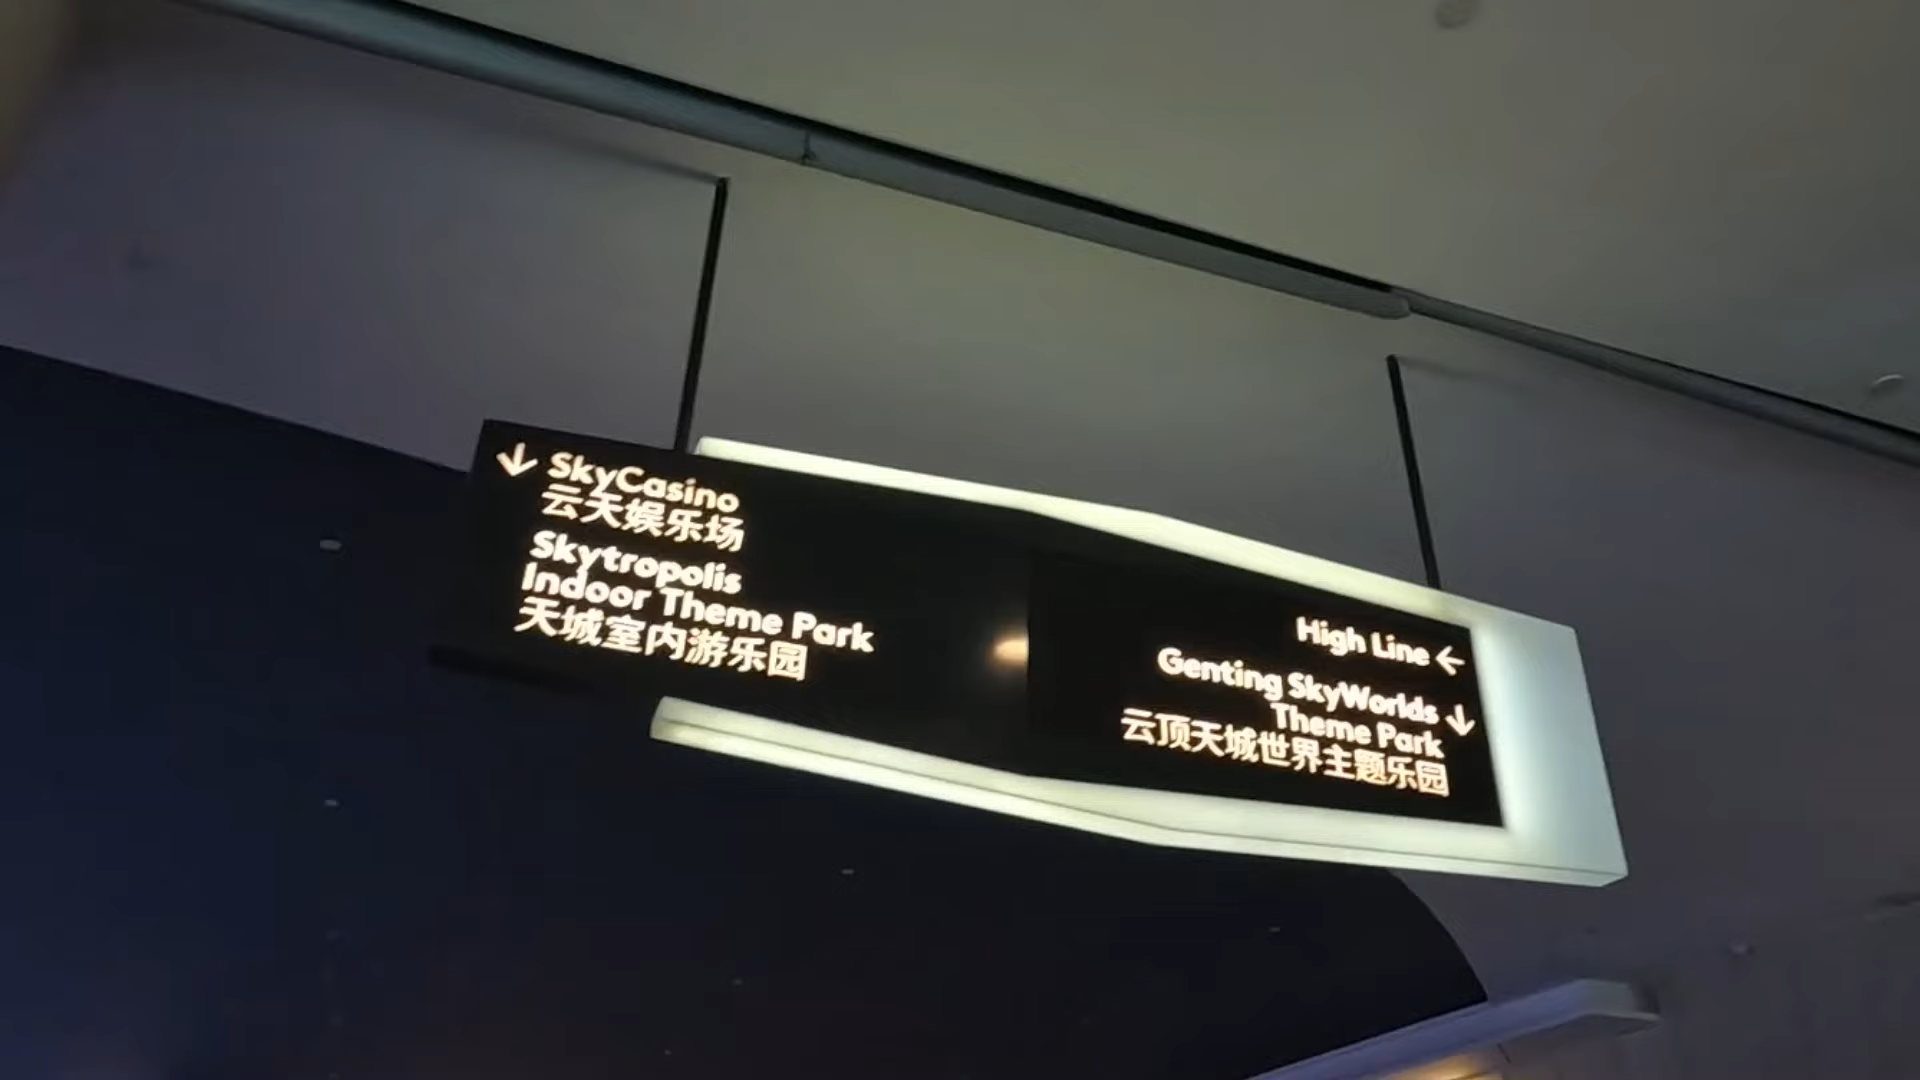 ↓ SkyCasino
云天娱乐场
Skytropolis
Indoor Theme Park
天城室内游乐园
High Line ←
Genting SkyWorlds ↓
Theme Park
云顶天城世界主题乐园